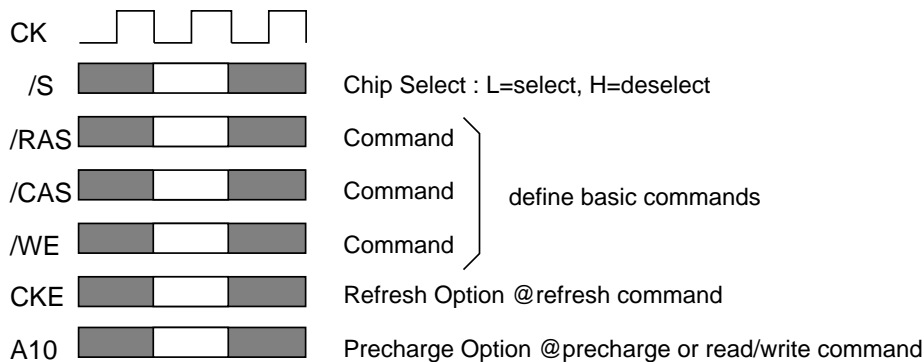 CK
/S Chip Select : L=select, H=deselect
/RAS Command
/CAS Command define basic commands
/WE Command
CKE Refresh Option @refresh command
A10 Precharge Option @precharge or read/write command